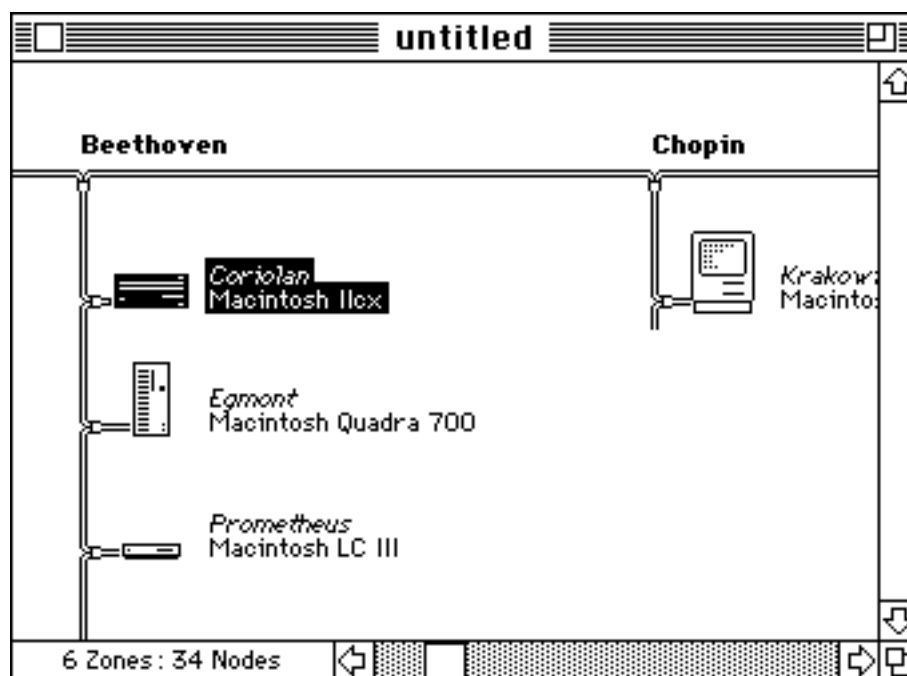 untitled
Beethoven
Chopin
Coriolan
Macintosh IIcx
Egmont
Macintosh Quadra 700
Prometheus
Macintosh LC III
6 Zones : 34 Nodes